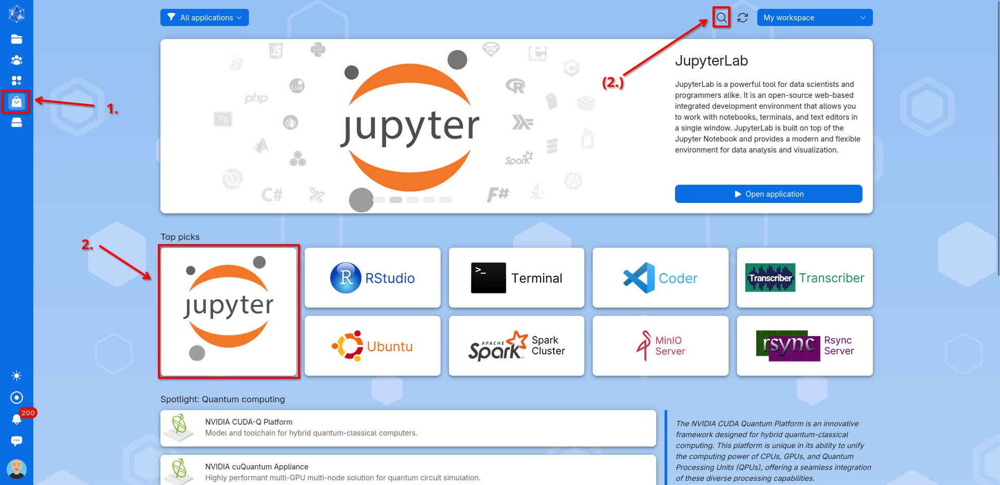 All applications
My workspace
(2.)
1.
JS
ERLANG
C
Lua
R
php
VB
jupyter
Spark
C#
F#
JupyterLab
JupyterLab is a powerful tool for data scientists and
programmers alike. It is an open-source web-based
integrated development environment that allows you
to work with notebooks, terminals, and text editors in
a single window. JupyterLab is built on top of the
Jupyter Notebook and provides a modern and flexible
environment for data analysis and visualization.
Open application
Top picks
2.
jupyter
R RStudio
>_ Terminal
Coder
Transcriber Transcriber
Ubuntu
APACHE Spark™ Spark
Cluster
MinIO
Server
rsync Rsync
Server
Spotlight: Quantum computing
NVIDIA CUDA-Q Platform
Model and toolchain for hybrid quantum-classical computers.
NVIDIA cuQuantum Appliance
Highly performant multi-GPU multi-node solution for quantum circuit simulation.
The NVIDIA CUDA Quantum Platform is an innovative
framework designed for hybrid quantum-classical
computing. This platform is unique in its ability to unify
the computing power of CPUs, GPUs, and Quantum
Processing Units (QPUs), offering a seamless integration
of these diverse processing capabilities.
200